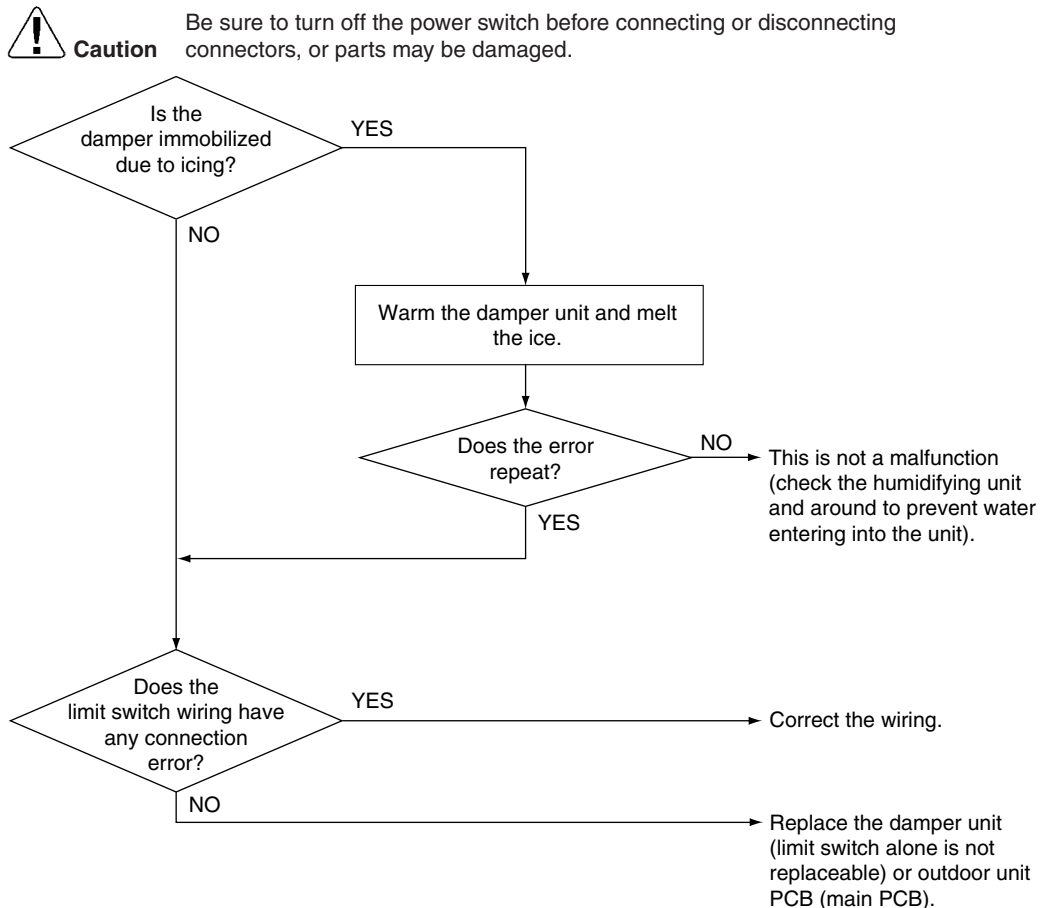 Be sure to turn off the power switch before connecting or disconnecting
Caution connectors, or parts may be damaged.
Is the
damper immobilized
due to icing?
YES
NO
Warm the damper unit and melt
the ice.
Does the error
repeat?
NO
This is not a malfunction
(check the humidifying unit
and around to prevent water
entering into the unit).
YES
Does the
limit switch wiring have
any connection
error?
YES
Correct the wiring.
NO
Replace the damper unit
(limit switch alone is not
replaceable) or outdoor unit
PCB (main PCB).